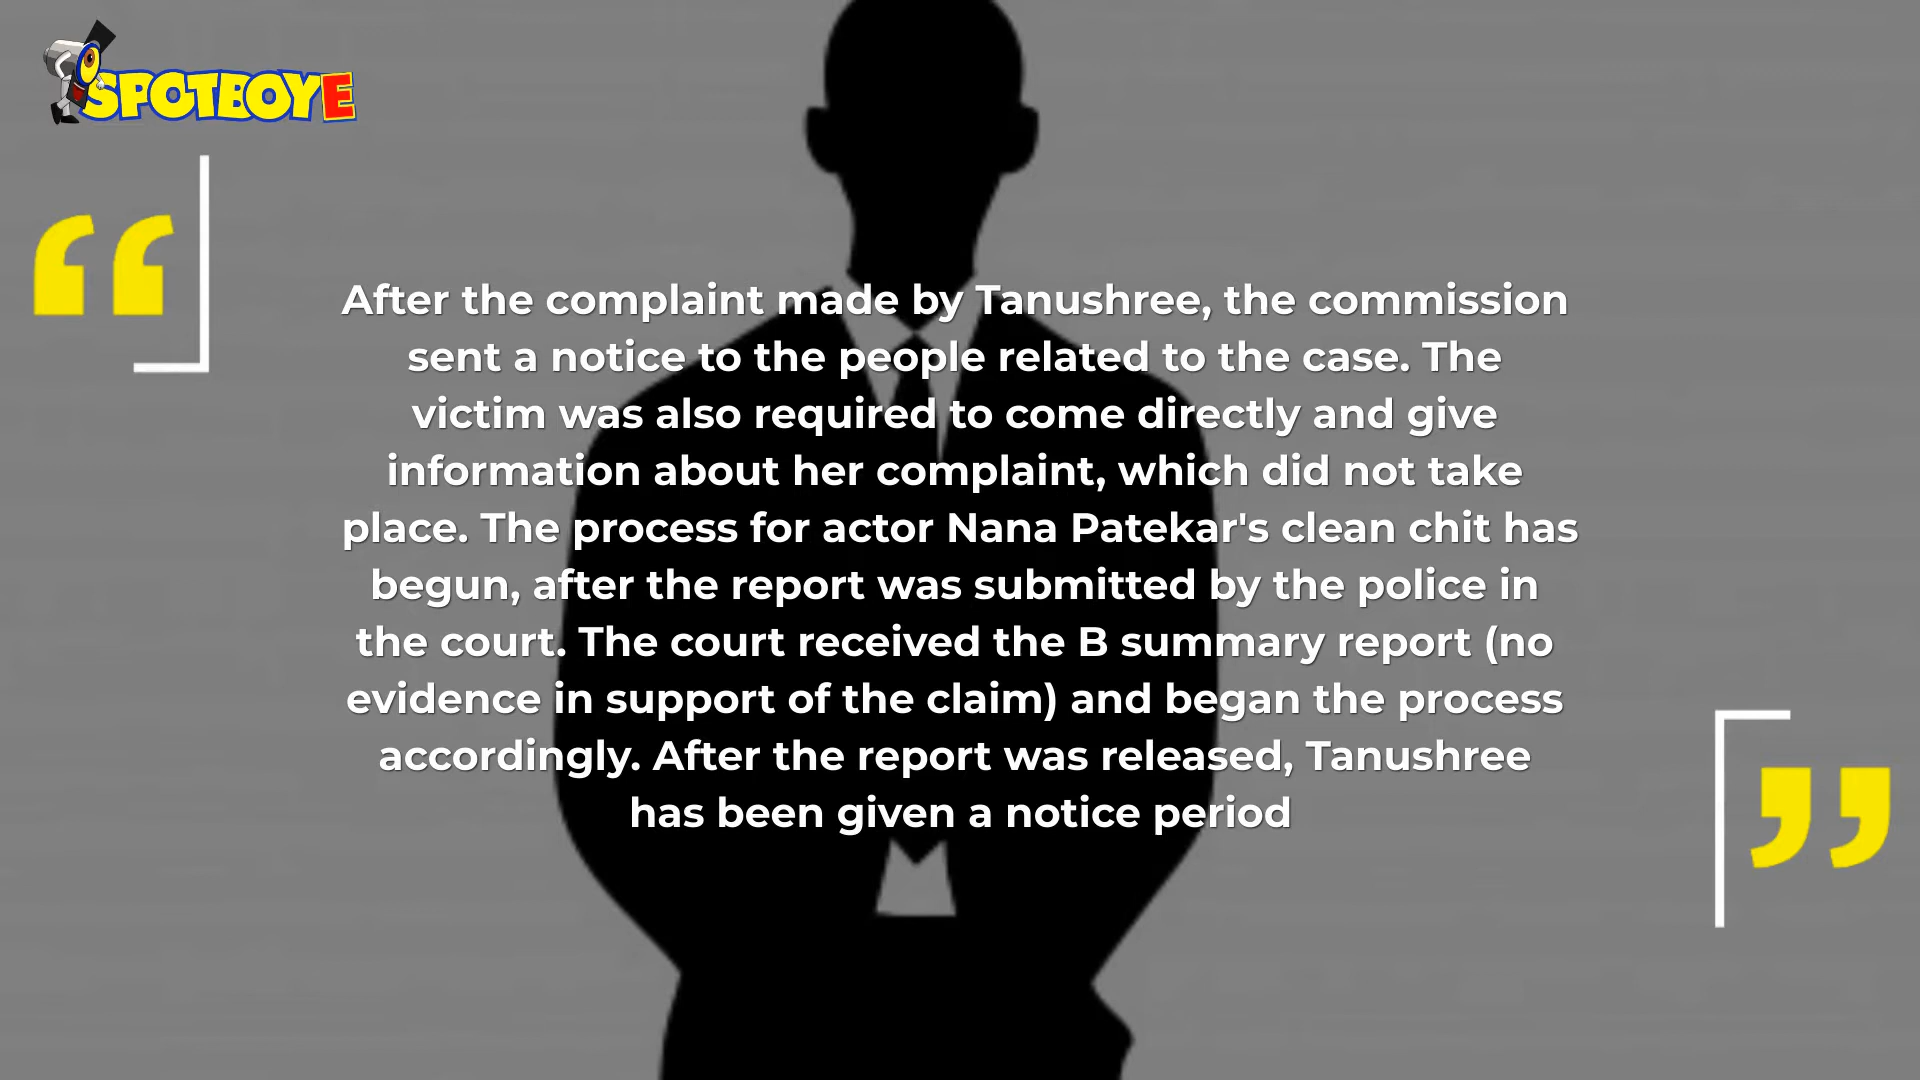 SPOTBOYE
After the complaint made by Tanushree, the commission
sent a notice to the people related to the case. The
victim was also required to come directly and give
information about her complaint, which did not take
place. The process for actor Nana Patekar's clean chit has
begun, after the report was submitted by the police in
the court. The court received the B summary report (no
evidence in support of the claim) and began the process
accordingly. After the report was released, Tanushree
has been given a notice period